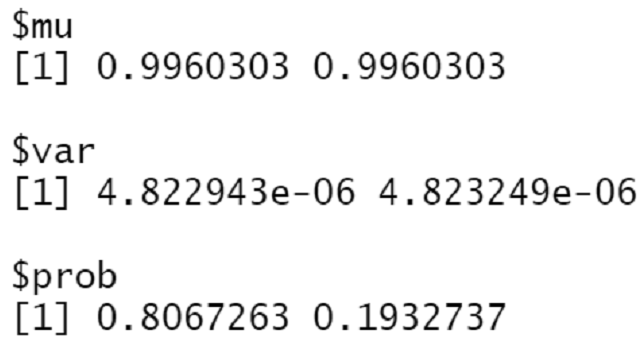 $mu
[1] 0.9960303 0.9960303
$var
[1] 4.822943e-06 4.823249e-06
$prob
[1] 0.8067263 0.1932737